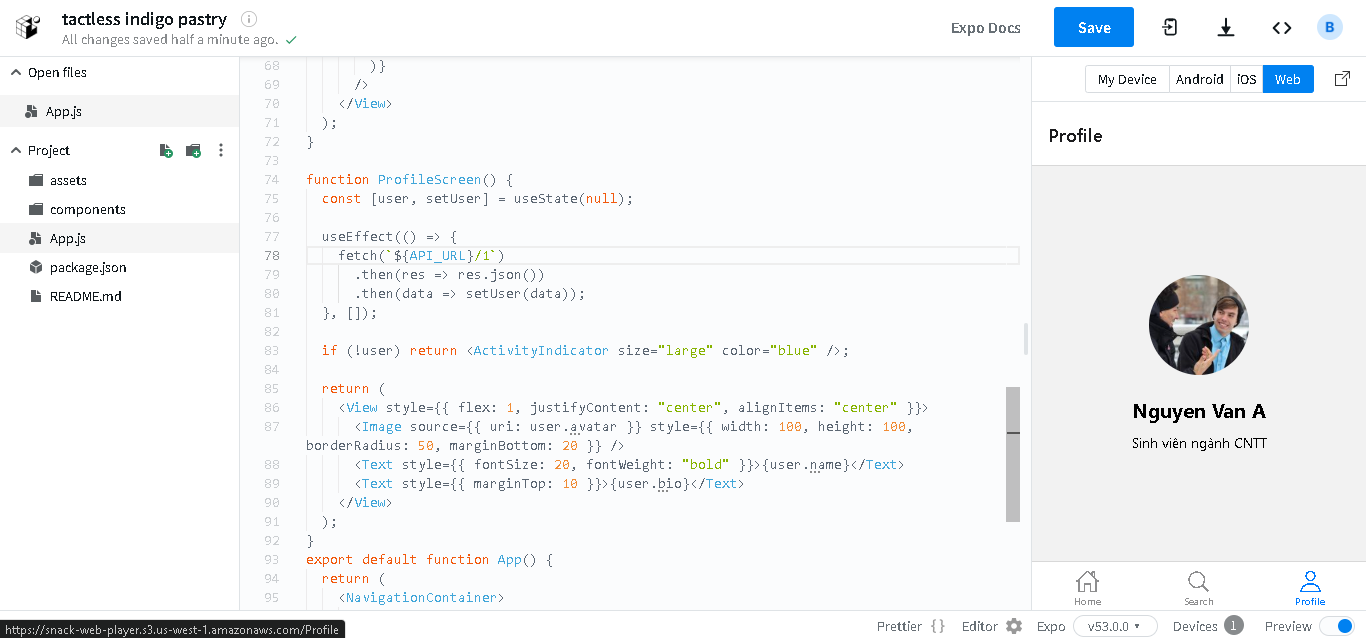 tactless indigo pastry
All changes saved half a minute ago.
Expo Docs
Save
B
Open files
App.js
Project
assets
components
App.js
package.json
README.md
68 )}
69 />
70 </View>
71 );
72 }
73
74 function ProfileScreen() {
75 const [user, setUser] = useState(null);
76
77 useEffect(() => {
78 fetch(`${API_URL}/1`)
79 .then(res => res.json())
80 .then(data => setUser(data));
81 }, []);
82
83 if (!user) return <ActivityIndicator size="large" color="blue" />;
84
85 return (
86 <View style={{ flex: 1, justifyContent: "center", alignItems: "center" }}>
87 <Image source={{ uri: user.avatar }} style={{ width: 100, height: 100,
borderRadius: 50, marginBottom: 20 }} />
88 <Text style={{ fontSize: 20, fontWeight: "bold" }}>{user.name}</Text>
89 <Text style={{ marginTop: 10 }}>{user.bio}</Text>
90 </View>
91 );
92 }
93 export default function App() {
94 return (
95 <NavigationContainer>
My Device Android iOS Web
Profile
Nguyen Van A
Sinh viên ngành CNTT
Home Search Profile
https://snack-web-player.s3.us-west-1.amazonaws.com/Profile
Prettier {} Editor Expo v53.0.0 Devices 1 Preview